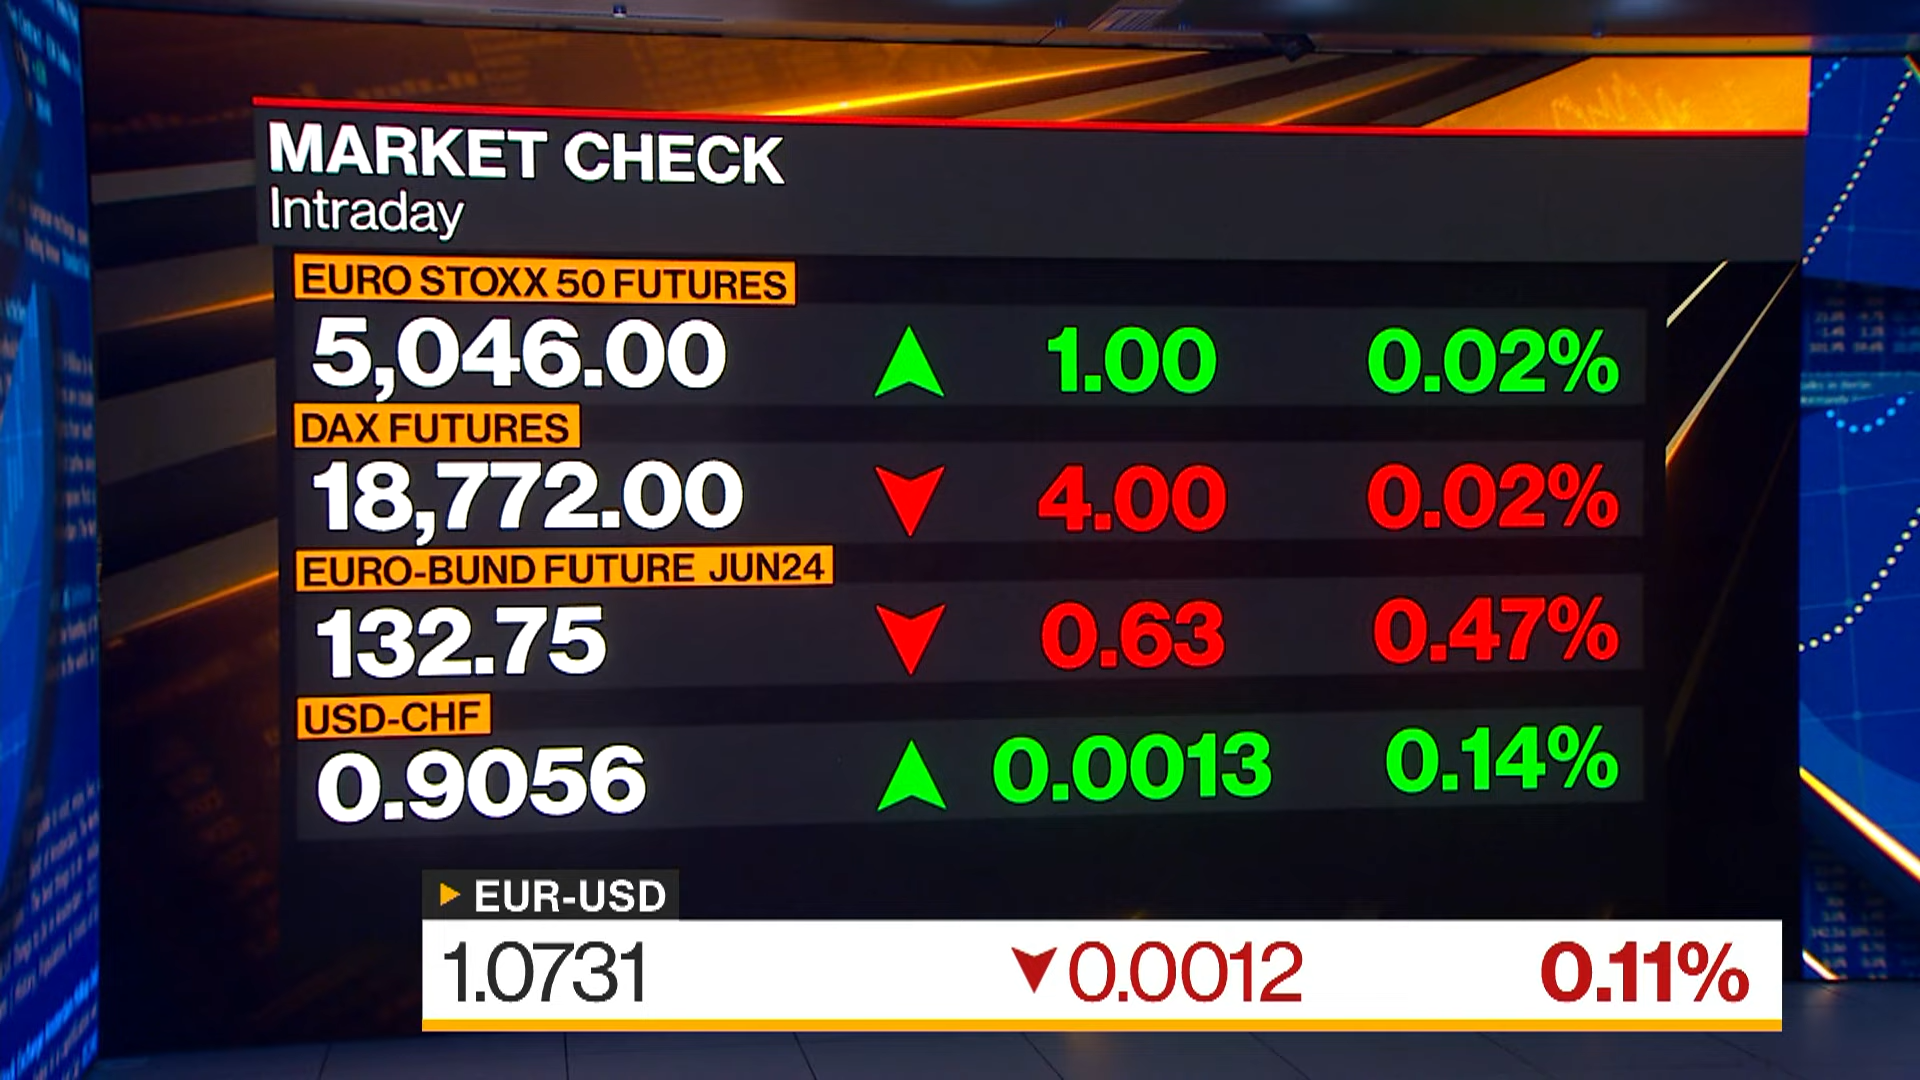 MARKET CHECK
Intraday
EURO STOXX 50 FUTURES
5,046.00 ▲ 1.00 0.02%
DAX FUTURES
18,772.00 ▼ 4.00 0.02%
EURO-BUND FUTURE JUN24
132.75 ▼ 0.63 0.47%
USD-CHF
0.9056 ▲ 0.0013 0.14%
EUR-USD
1.0731 ▼ 0.0012 0.11%